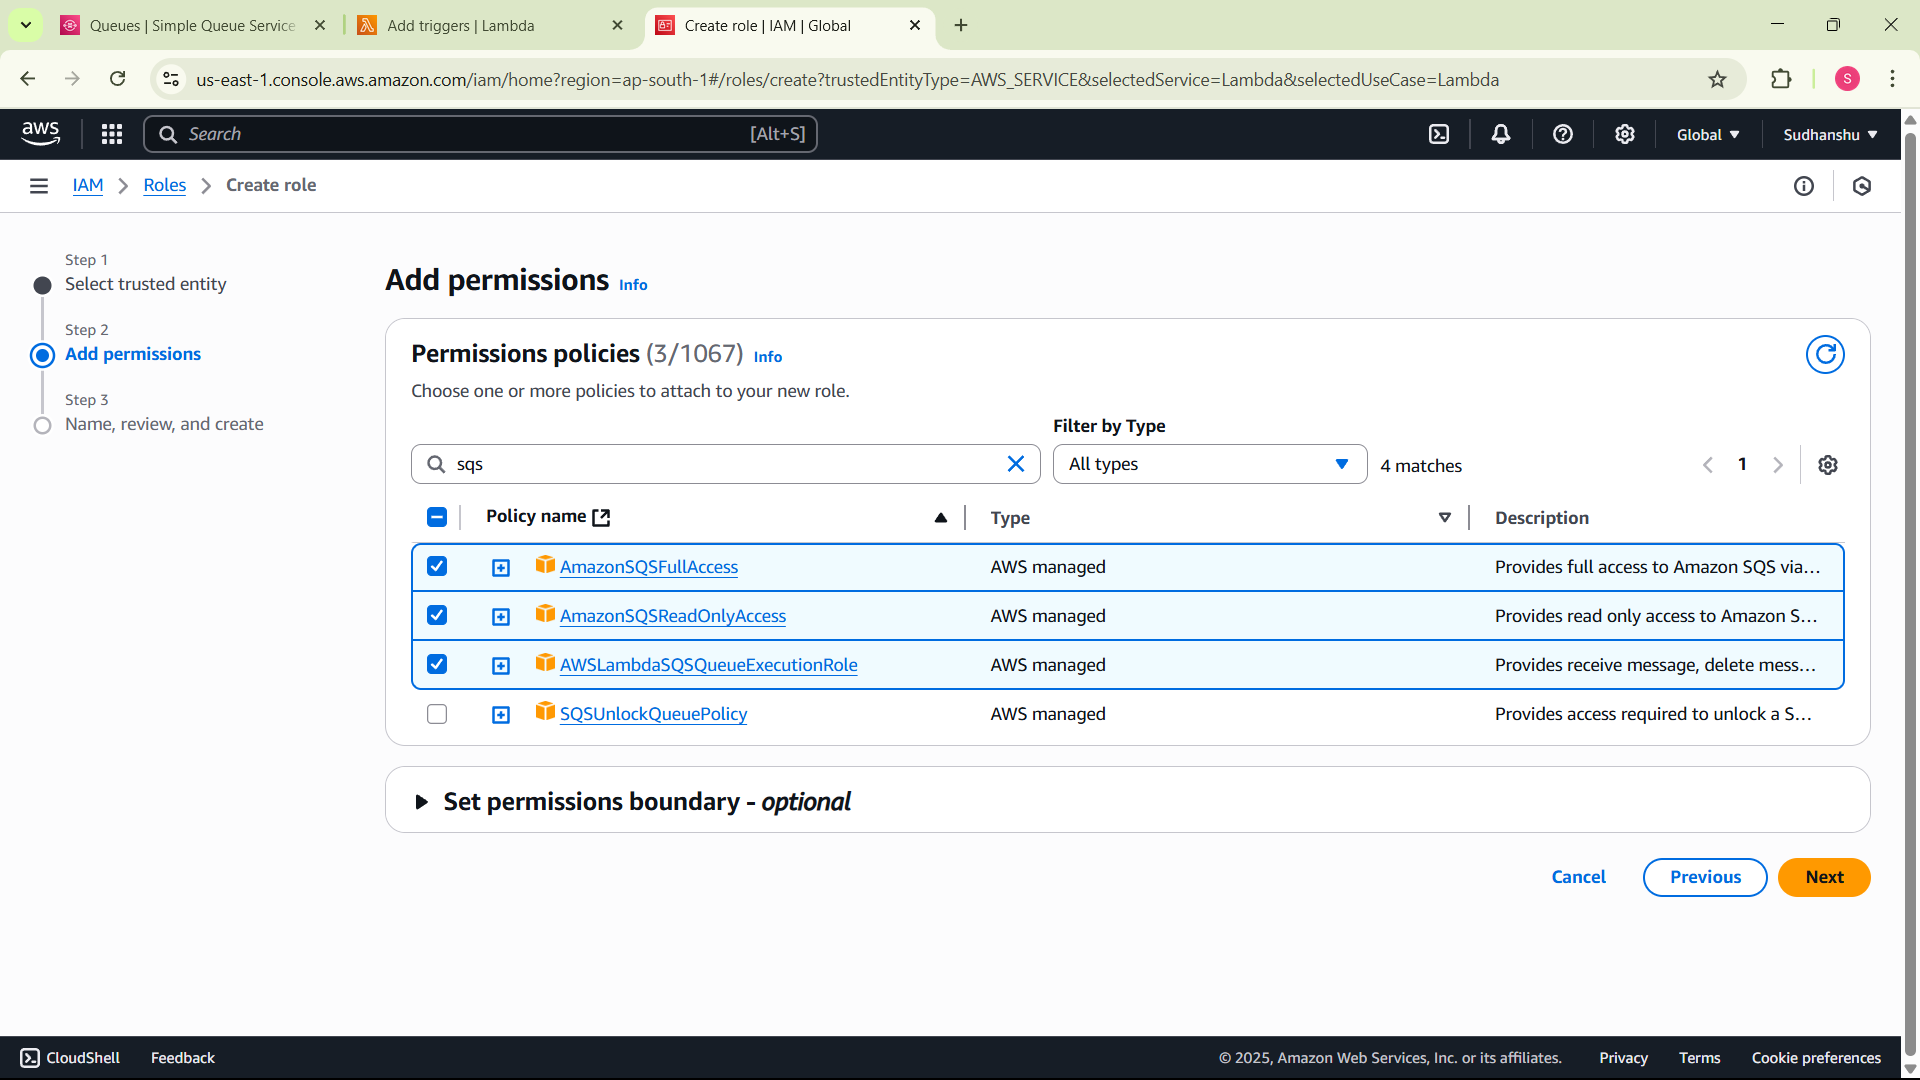 Queues | Simple Queue Service
Add triggers | Lambda
Create role | IAM | Global
us-east-1.console.aws.amazon.com/iam/home?region=ap-south-1#/roles/create?trustedEntityType=AWS_SERVICE&selectedService=Lambda&selectedUseCase=Lambda
S
aws
Search
[Alt+S]
Global
Sudhanshu
IAM
Roles
Create role
Step 1
Select trusted entity
Step 2
Add permissions
Step 3
Name, review, and create
Add permissions Info
Permissions policies (3/1067) Info
Choose one or more policies to attach to your new role.
Filter by Type
sqs
All types
4 matches
1
Policy name
Type
Description
AmazonSQSFullAccess AWS managed Provides full access to Amazon SQS via…
AmazonSQSReadOnlyAccess AWS managed Provides read only access to Amazon S…
AWSLambdaSQSQueueExecutionRole AWS managed Provides receive message, delete mess…
SQSUnlockQueuePolicy AWS managed Provides access required to unlock a S…
Set permissions boundary - optional
Cancel
Previous
Next
CloudShell
Feedback
© 2025, Amazon Web Services, Inc. or its affiliates.
Privacy
Terms
Cookie preferences